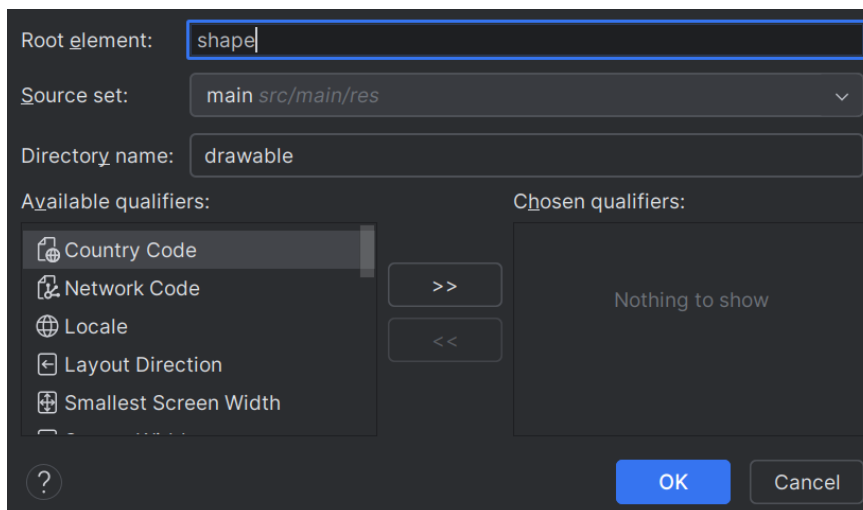 Root element: shape
Source set: main src/main/res
Directory name: drawable
Available qualifiers: Chosen qualifiers:
Country Code
Network Code >>
Nothing to show
Locale
<<
Layout Direction
Smallest Screen Width
? OK Cancel